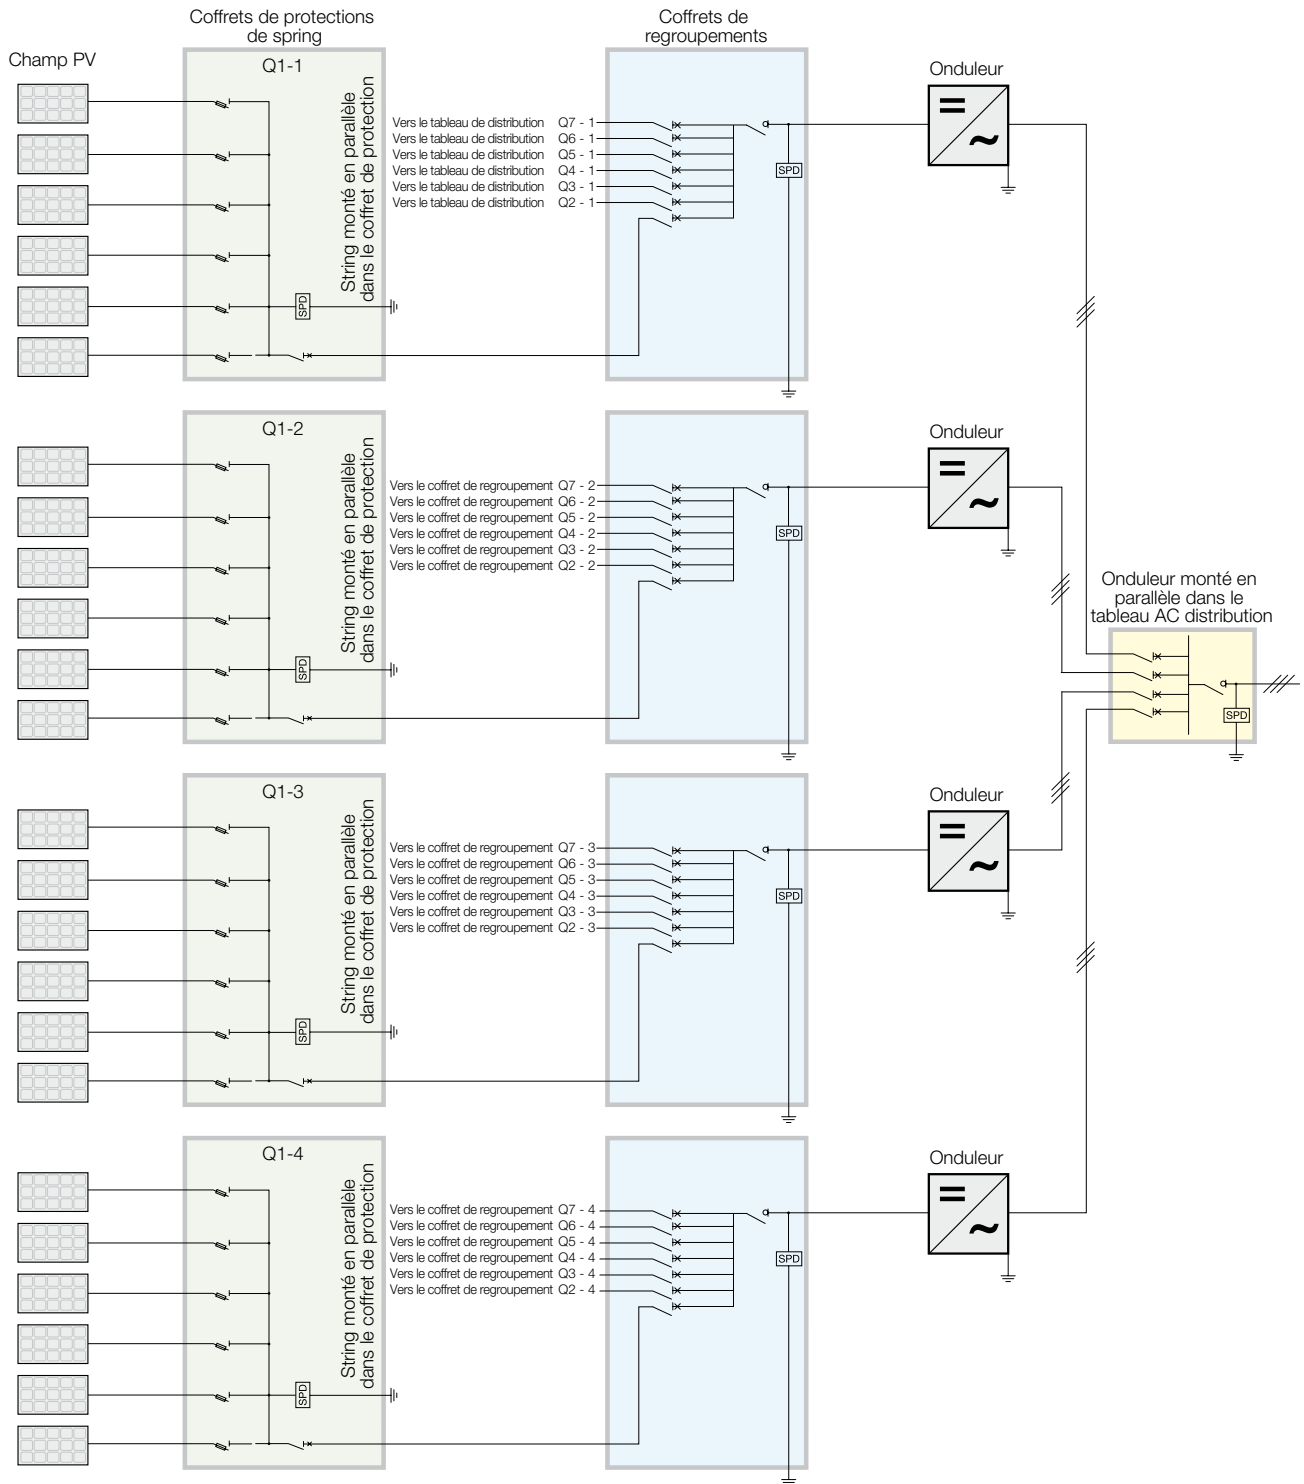 Coffrets de protections
de spring
Coffrets de
regroupements
Champ PV
Q1-1
String monté en parallèle
dans le coffret de protection
SPD
Vers le tableau de distribution Q7 - 1
Vers le tableau de distribution Q6 - 1
Vers le tableau de distribution Q5 - 1
Vers le tableau de distribution Q4 - 1
Vers le tableau de distribution Q3 - 1
Vers le tableau de distribution Q2 - 1
SPD
Onduleur
Q1-2
String monté en parallèle
dans le coffret de protection
SPD
Vers le coffret de regroupement Q7 - 2
Vers le coffret de regroupement Q6 - 2
Vers le coffret de regroupement Q5 - 2
Vers le coffret de regroupement Q4 - 2
Vers le coffret de regroupement Q3 - 2
Vers le coffret de regroupement Q2 - 2
SPD
Onduleur
Onduleur monté en
parallèle dans le
tableau AC distribution
SPD
Q1-3
String monté en parallèle
dans le coffret de protection
SPD
Vers le coffret de regroupement Q7 - 3
Vers le coffret de regroupement Q6 - 3
Vers le coffret de regroupement Q5 - 3
Vers le coffret de regroupement Q4 - 3
Vers le coffret de regroupement Q3 - 3
Vers le coffret de regroupement Q2 - 3
SPD
Onduleur
Q1-4
String monté en parallèle
dans le coffret de protection
SPD
Vers le coffret de regroupement Q7 - 4
Vers le coffret de regroupement Q6 - 4
Vers le coffret de regroupement Q5 - 4
Vers le coffret de regroupement Q4 - 4
Vers le coffret de regroupement Q3 - 4
Vers le coffret de regroupement Q2 - 4
SPD
Onduleur